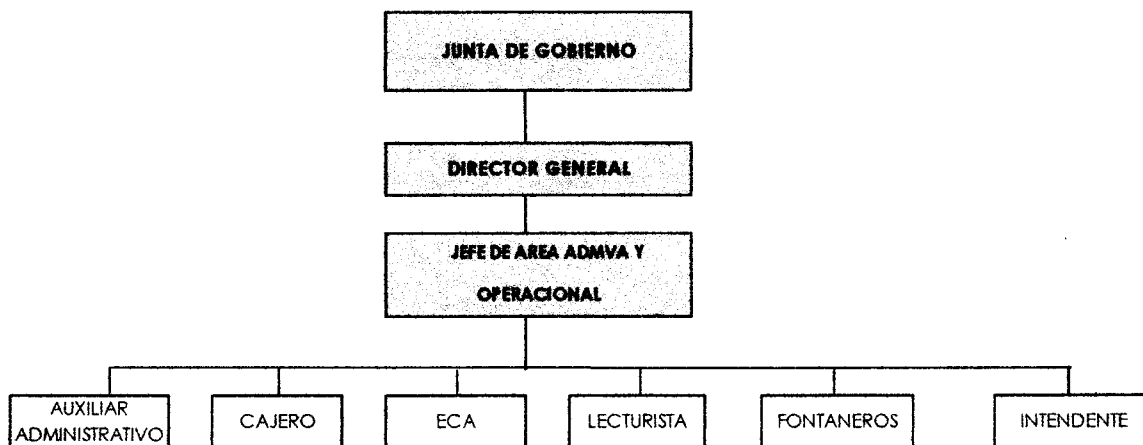 JUNTA DE GOBIERNO
DIRECTOR GENERAL
JEFE DE AREA ADMVA Y
OPERACIONAL
AUXILIAR
ADMINISTRATIVO
CAJERO
ECA
LECTURISTA
FONTANEROS
INTENDENTE